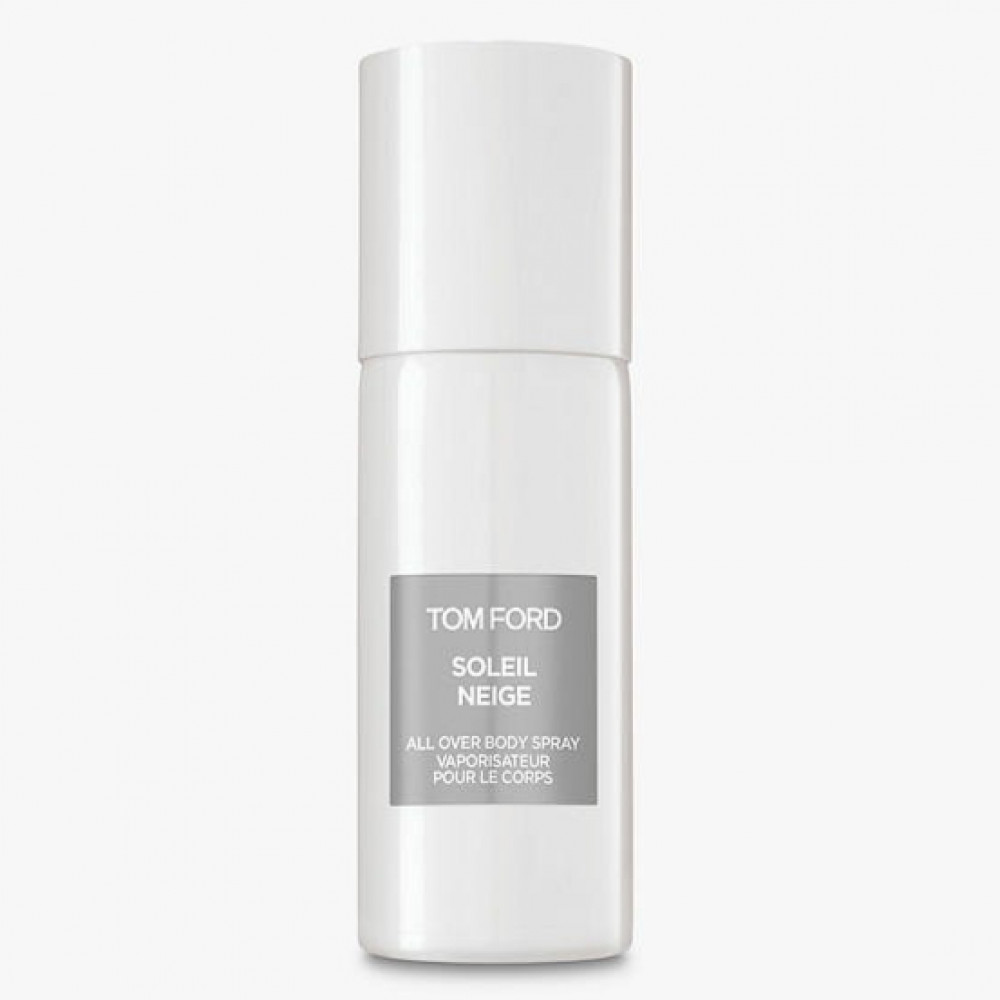 TOM FORD
SOLEIL
NEIGE
ALL OVER BODY SPRAY
VAPORISATEUR
POUR LE CORPS